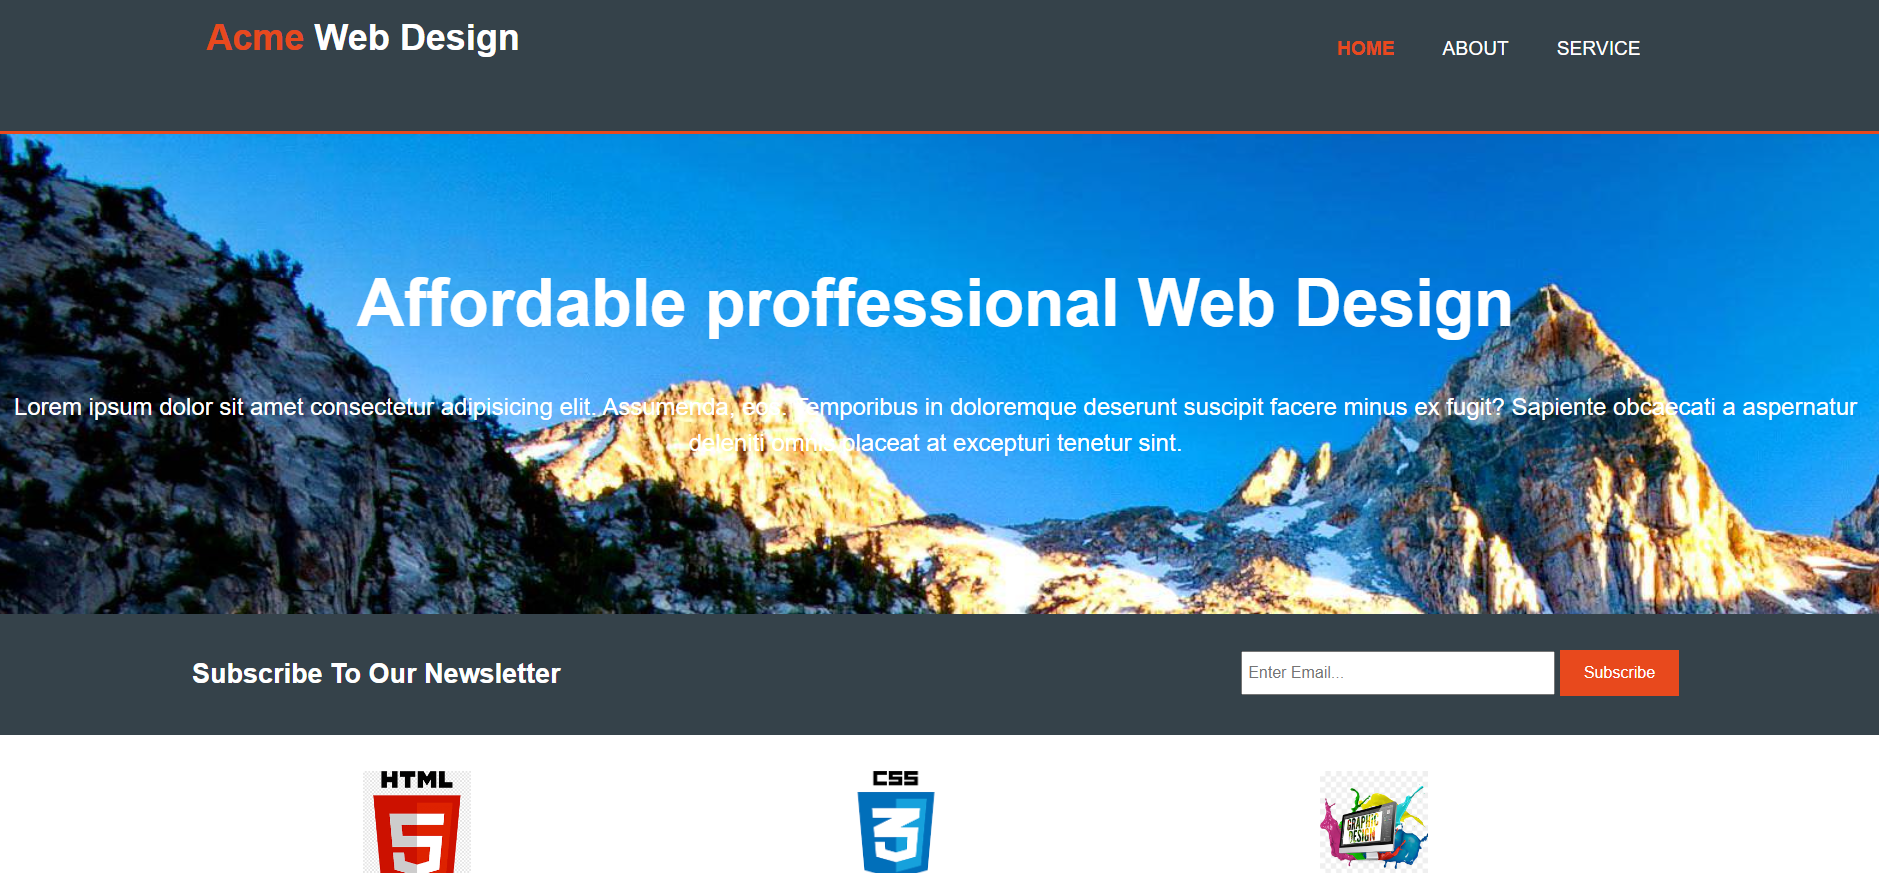 Acme Web Design
HOME ABOUT SERVICE
Affordable proffessional Web Design
Lorem ipsum dolor sit amet consectetur adipisicing elit. Assumenda, eos. Temporibus in doloremque deserunt suscipit facere minus ex fugit? Sapiente obcaecati a aspernatur
deleniti omnis placeat at excepturi tenetur sint.
Subscribe To Our Newsletter
Enter Email... Subscribe
HTML CSS
5 3 GRAPHIC
DESIGN